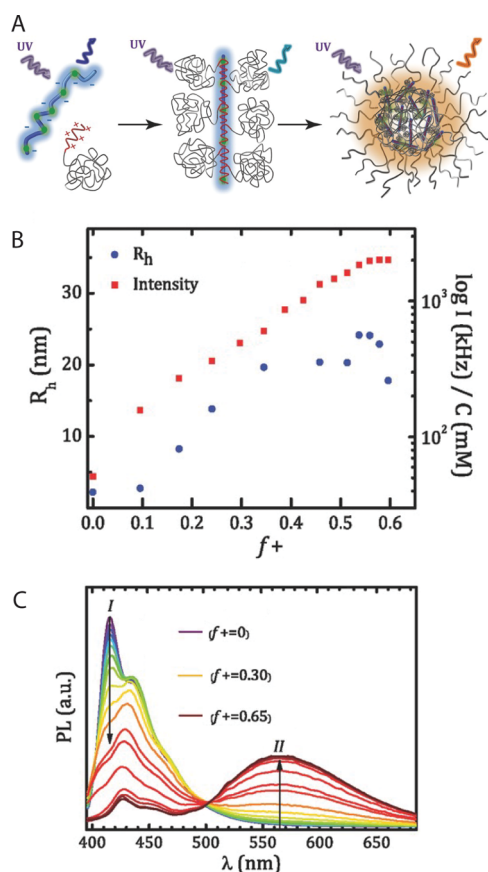 A
UV
UV
UV
B
R_h
Intensity
R_h (nm)
30
20
10
log I (kHz) / C (mM)
10^3
10^2
0.0 0.1 0.2 0.3 0.4 0.5 0.6
f+
C
I
II
(f+=0)
(f+=0.30)
(f+=0.65)
PL (a.u.)
400 450 500 550 600 650
λ (nm)